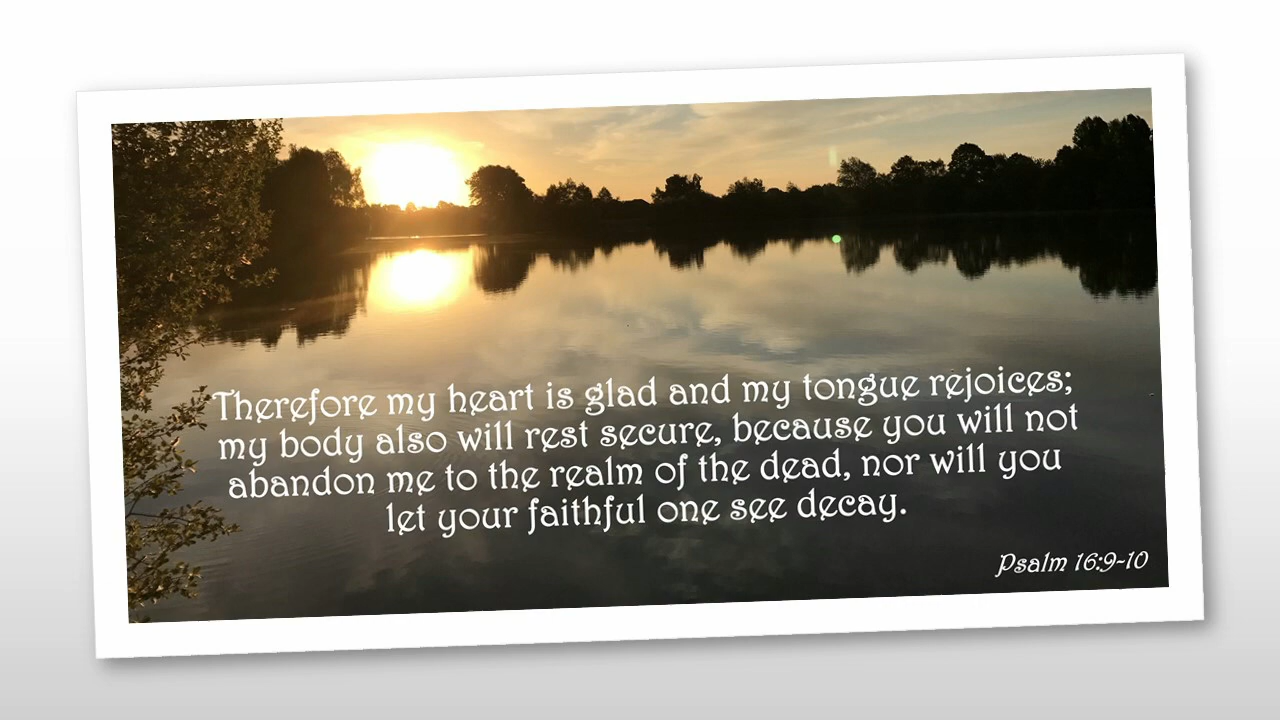 Therefore my heart is glad and my tongue rejoices;
my body also will rest secure, because you will not
abandon me to the realm of the dead, nor will you
let your faithful one see decay.
Psalm 16:9-10